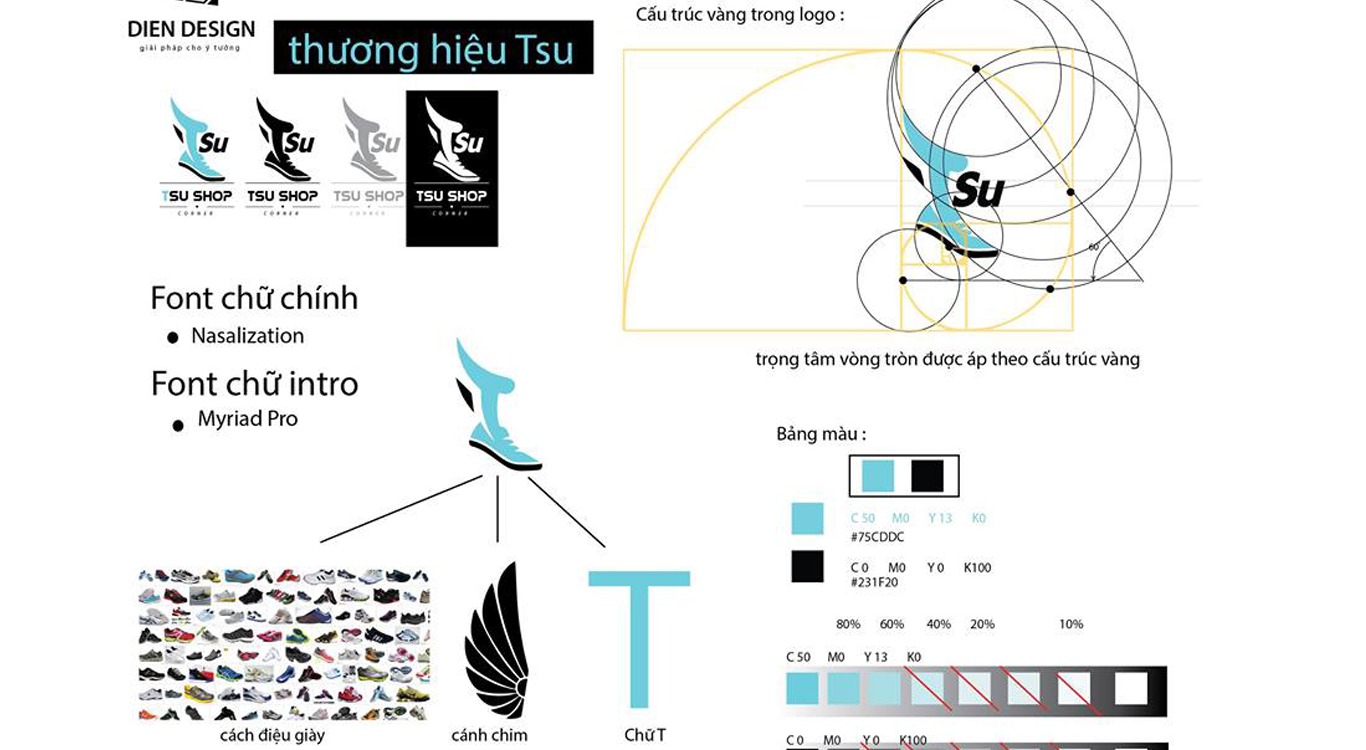 DIEN DESIGN
giải pháp cho ý tưởng
thương hiệu Tsu
Su
TSU SHOP
CORNER
Su
TSU SHOP
CORNER
Su
TSU SHOP
CORNER
Su
TSU SHOP
CORNER
Font chữ chính
Nasalization
Font chữ intro
Myriad Pro
cách điệu giày
cánh chim
T
Chữ T
Cấu trúc vàng trong logo :
Su
60°
trọng tâm vòng tròn được áp theo cấu trúc vàng
Bảng màu :
C 50 M0 Y 13 K0
#75CDDC
C 0 M0 Y 0 K100
#231F20
80% 60% 40% 20% 10%
C 50 M0 Y 13 K0
C 0 M0 Y 0 K100